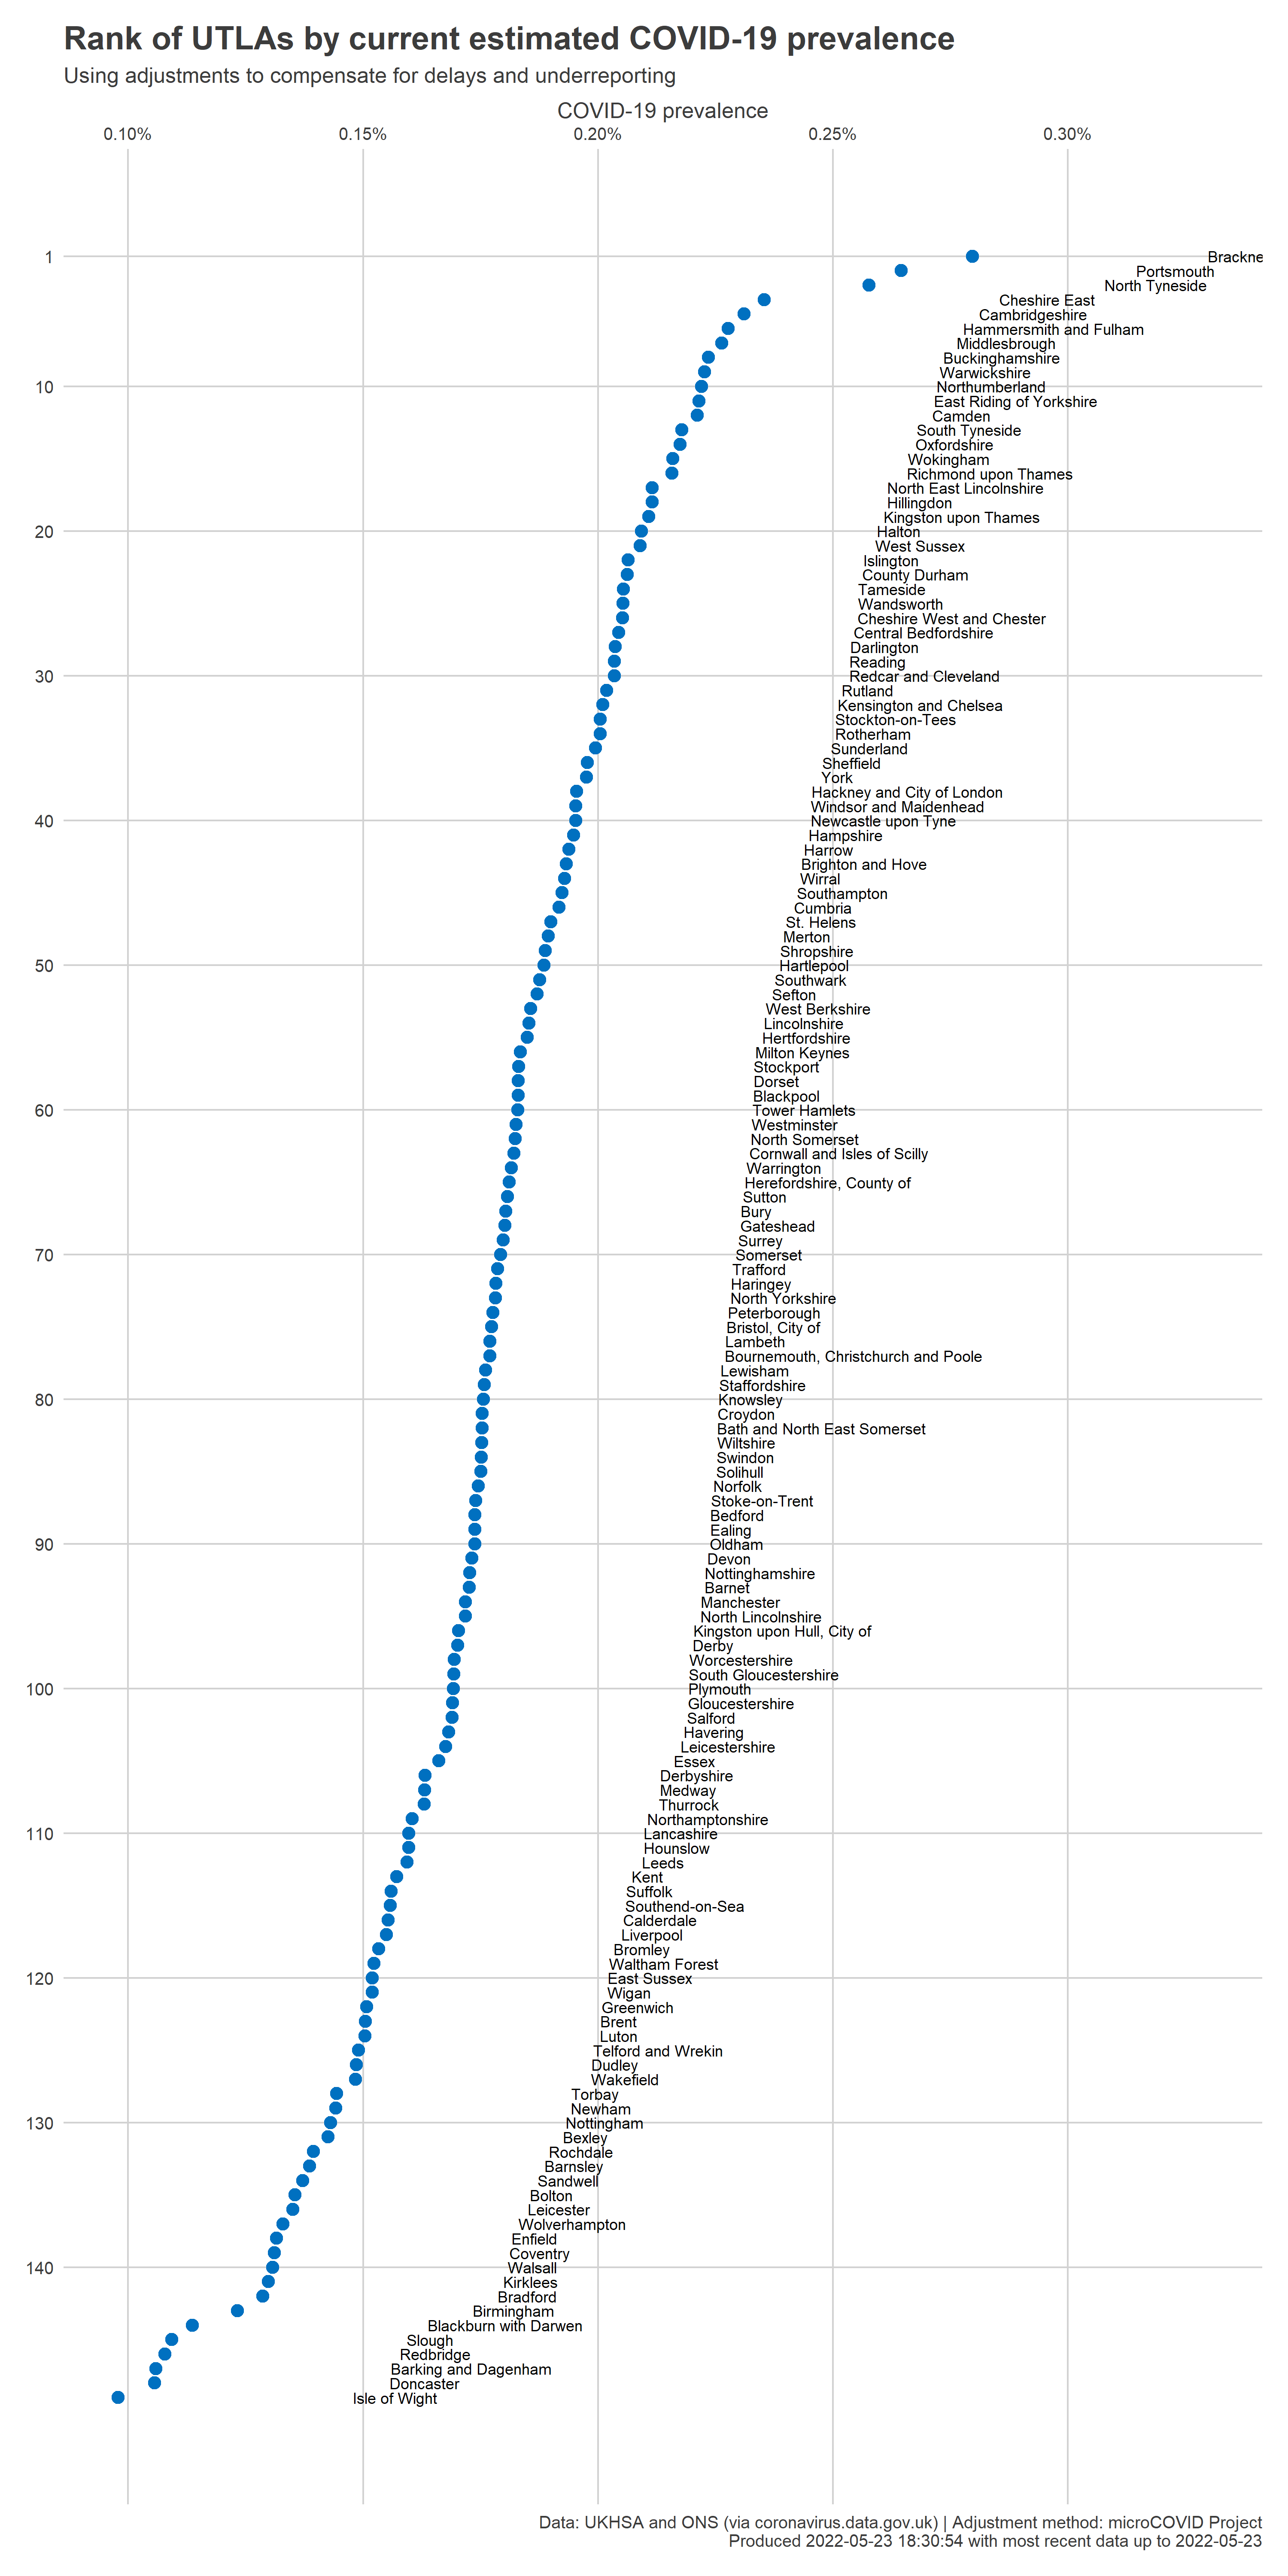 Rank of UTLAs by current estimated COVID-19 prevalence
Using adjustments to compensate for delays and underreporting
COVID-19 prevalence
0.10% 0.15% 0.20% 0.25% 0.30%
1 Brackne
Portsmouth
North Tyneside
Cheshire East
Cambridgeshire
Hammersmith and Fulham
Middlesbrough
Buckinghamshire
Warwickshire
10 Northumberland
East Riding of Yorkshire
Camden
South Tyneside
Oxfordshire
Wokingham
Richmond upon Thames
North East Lincolnshire
Hillingdon
Kingston upon Thames
20 Halton
West Sussex
Islington
County Durham
Tameside
Wandsworth
Cheshire West and Chester
Central Bedfordshire
Darlington
Reading
30 Redcar and Cleveland
Rutland
Kensington and Chelsea
Stockton-on-Tees
Rotherham
Sunderland
Sheffield
York
Hackney and City of London
Windsor and Maidenhead
40 Newcastle upon Tyne
Hampshire
Harrow
Brighton and Hove
Wirral
Southampton
Cumbria
St. Helens
Merton
Shropshire
50 Hartlepool
Southwark
Sefton
West Berkshire
Lincolnshire
Hertfordshire
Milton Keynes
Stockport
Dorset
Blackpool
60 Tower Hamlets
Westminster
North Somerset
Cornwall and Isles of Scilly
Warrington
Herefordshire, County of
Sutton
Bury
Gateshead
Surrey
70 Somerset
Trafford
Haringey
North Yorkshire
Peterborough
Bristol, City of
Lambeth
Bournemouth, Christchurch and Poole
Lewisham
Staffordshire
80 Knowsley
Croydon
Bath and North East Somerset
Wiltshire
Swindon
Solihull
Norfolk
Stoke-on-Trent
Bedford
Ealing
90 Oldham
Devon
Nottinghamshire
Barnet
Manchester
North Lincolnshire
Kingston upon Hull, City of
Derby
Worcestershire
South Gloucestershire
100 Plymouth
Gloucestershire
Salford
Havering
Leicestershire
Essex
Derbyshire
Medway
Thurrock
Northamptonshire
110 Lancashire
Hounslow
Leeds
Kent
Suffolk
Southend-on-Sea
Calderdale
Liverpool
Bromley
Waltham Forest
120 East Sussex
Wigan
Greenwich
Brent
Luton
Telford and Wrekin
Dudley
Wakefield
Torbay
Newham
130 Nottingham
Bexley
Rochdale
Barnsley
Sandwell
Bolton
Leicester
Wolverhampton
Enfield
Coventry
140 Walsall
Kirklees
Bradford
Birmingham
Blackburn with Darwen
Slough
Redbridge
Barking and Dagenham
Doncaster
Isle of Wight
Data: UKHSA and ONS (via coronavirus.data.gov.uk) | Adjustment method: microCOVID Project
Produced 2022-05-23 18:30:54 with most recent data up to 2022-05-23